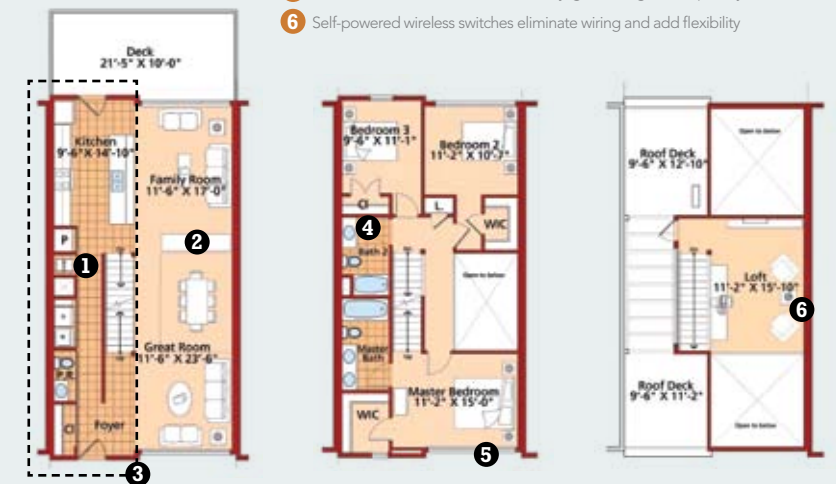 6 Self-powered wireless switches eliminate wiring and add flexibility
Deck
21'-5" X 10'-0"
Kitchen
9'-6" X 14'-10"
Family Room
11'-6" X 17'-0"
P
1
2
Great Room
11'-6" X 23'-6"
P.R.
Foyer
3
Bedroom 3
9'-6" X 11'-1"
Bedroom 2
11'-2" X 10'-7"
L.
WIC
4
Bath 2
Open to below
Master
Bath
Master Bedroom
11'-2" X 15'-0"
WIC
5
Roof Deck
9'-6" X 12'-10"
Open to below
Loft
11'-2" X 15'-10"
6
Roof Deck
9'-6" X 11'-2"
Open to below